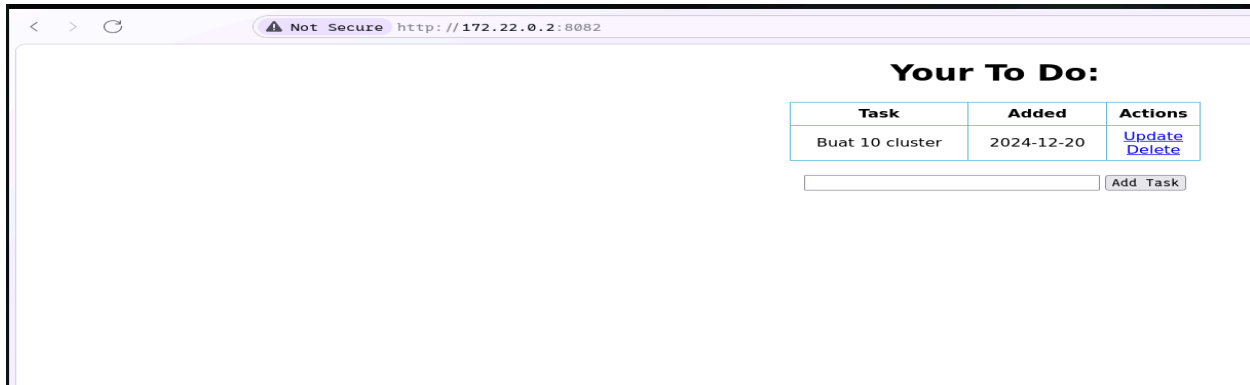 Not Secure http://172.22.0.2:8082
Your To Do:
Task Added Actions
Buat 10 cluster 2024-12-20 Update
Delete
Add Task